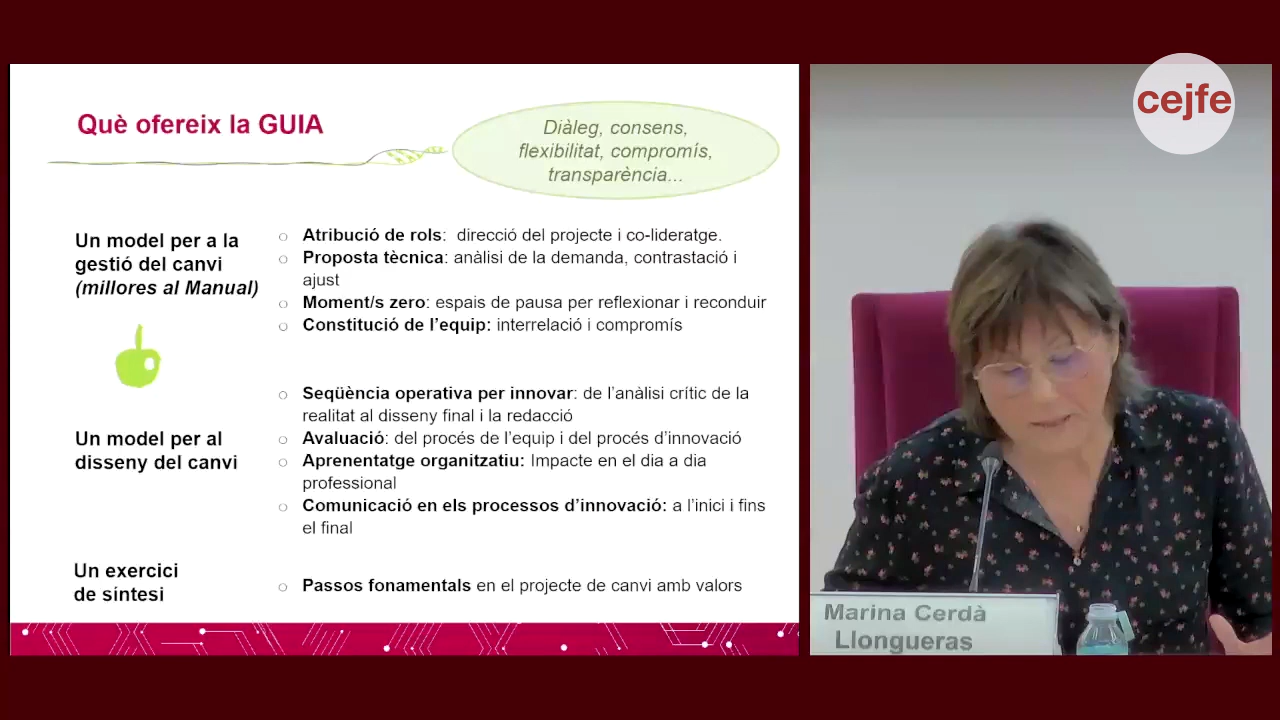 Què ofereix la GUIA
Diàleg, consens,
flexibilitat, compromís,
transparència...
Un model per a la
gestió del canvi
(millores al Manual)
○ Atribució de rols: direcció del projecte i co-lideratge.
○ Proposta tècnica: anàlisi de la demanda, contrastació i
ajust
○ Moment/s zero: espais de pausa per reflexionar i reconduir
○ Constitució de l'equip: interrelació i compromís
Un model per al
disseny del canvi
○ Seqüència operativa per innovar: de l'anàlisi crític de la
realitat al disseny final i la redacció
○ Avaluació: del procés de l'equip i del procés d'innovació
○ Aprenentatge organitzatiu: Impacte en el dia a dia
professional
○ Comunicació en els processos d'innovació: a l'inici i fins
el final
Un exercici
de síntesi
○ Passos fonamentals en el projecte de canvi amb valors
cejfe
Marina Cerdà
Llongueras